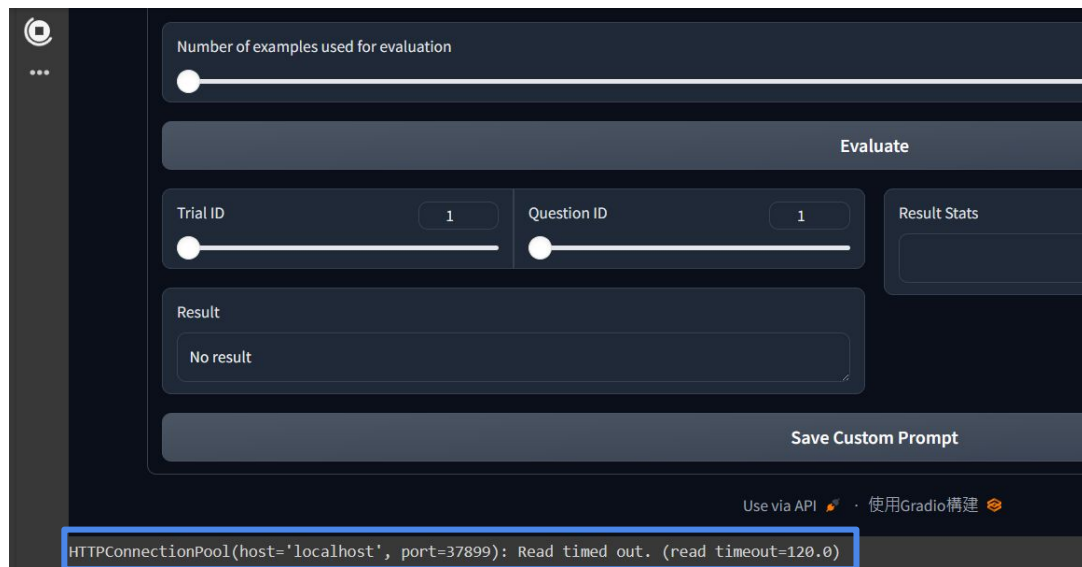 Number of examples used for evaluation
Evaluate
Trial ID 1 Question ID 1 Result Stats
Result
No result
Save Custom Prompt
Use via API · 使用Gradio構建
HTTPConnectionPool(host='localhost', port=37899): Read timed out. (read timeout=120.0)